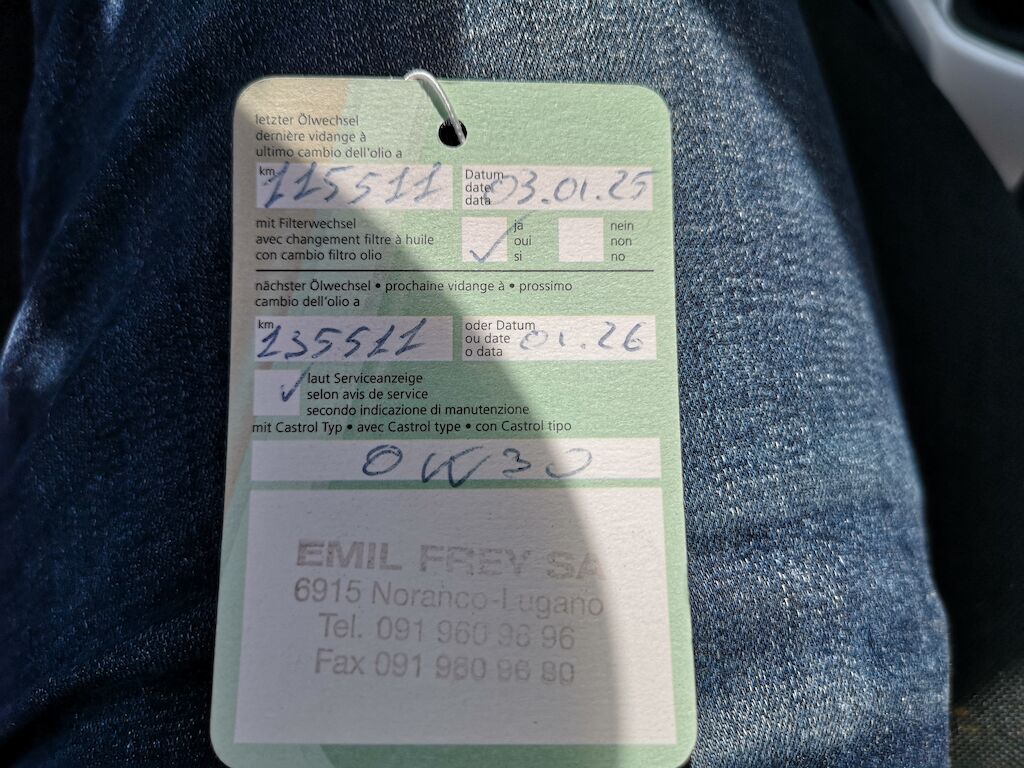 letzter Ölwechsel
dernière vidange à
ultimo cambio dell'olio a
km 115511
Datum
date 03.01.25
data
mit Filterwechsel
avec changement filtre à huile
con cambio filtro olio
✓ ja
oui
si
nein
non
no
nächster Ölwechsel • prochaine vidange à • prossimo
cambio dell'olio a
km 135511
oder Datum
ou date 01.26
o data
✓ laut Serviceanzeige
selon avis de service
secondo indicazione di manutenzione
mit Castrol Typ • avec Castrol type • con Castrol tipo
0W30
EMIL FREY SA
6915 Noranco-Lugano
Tel. 091 960 96 96
Fax 091 960 96 80